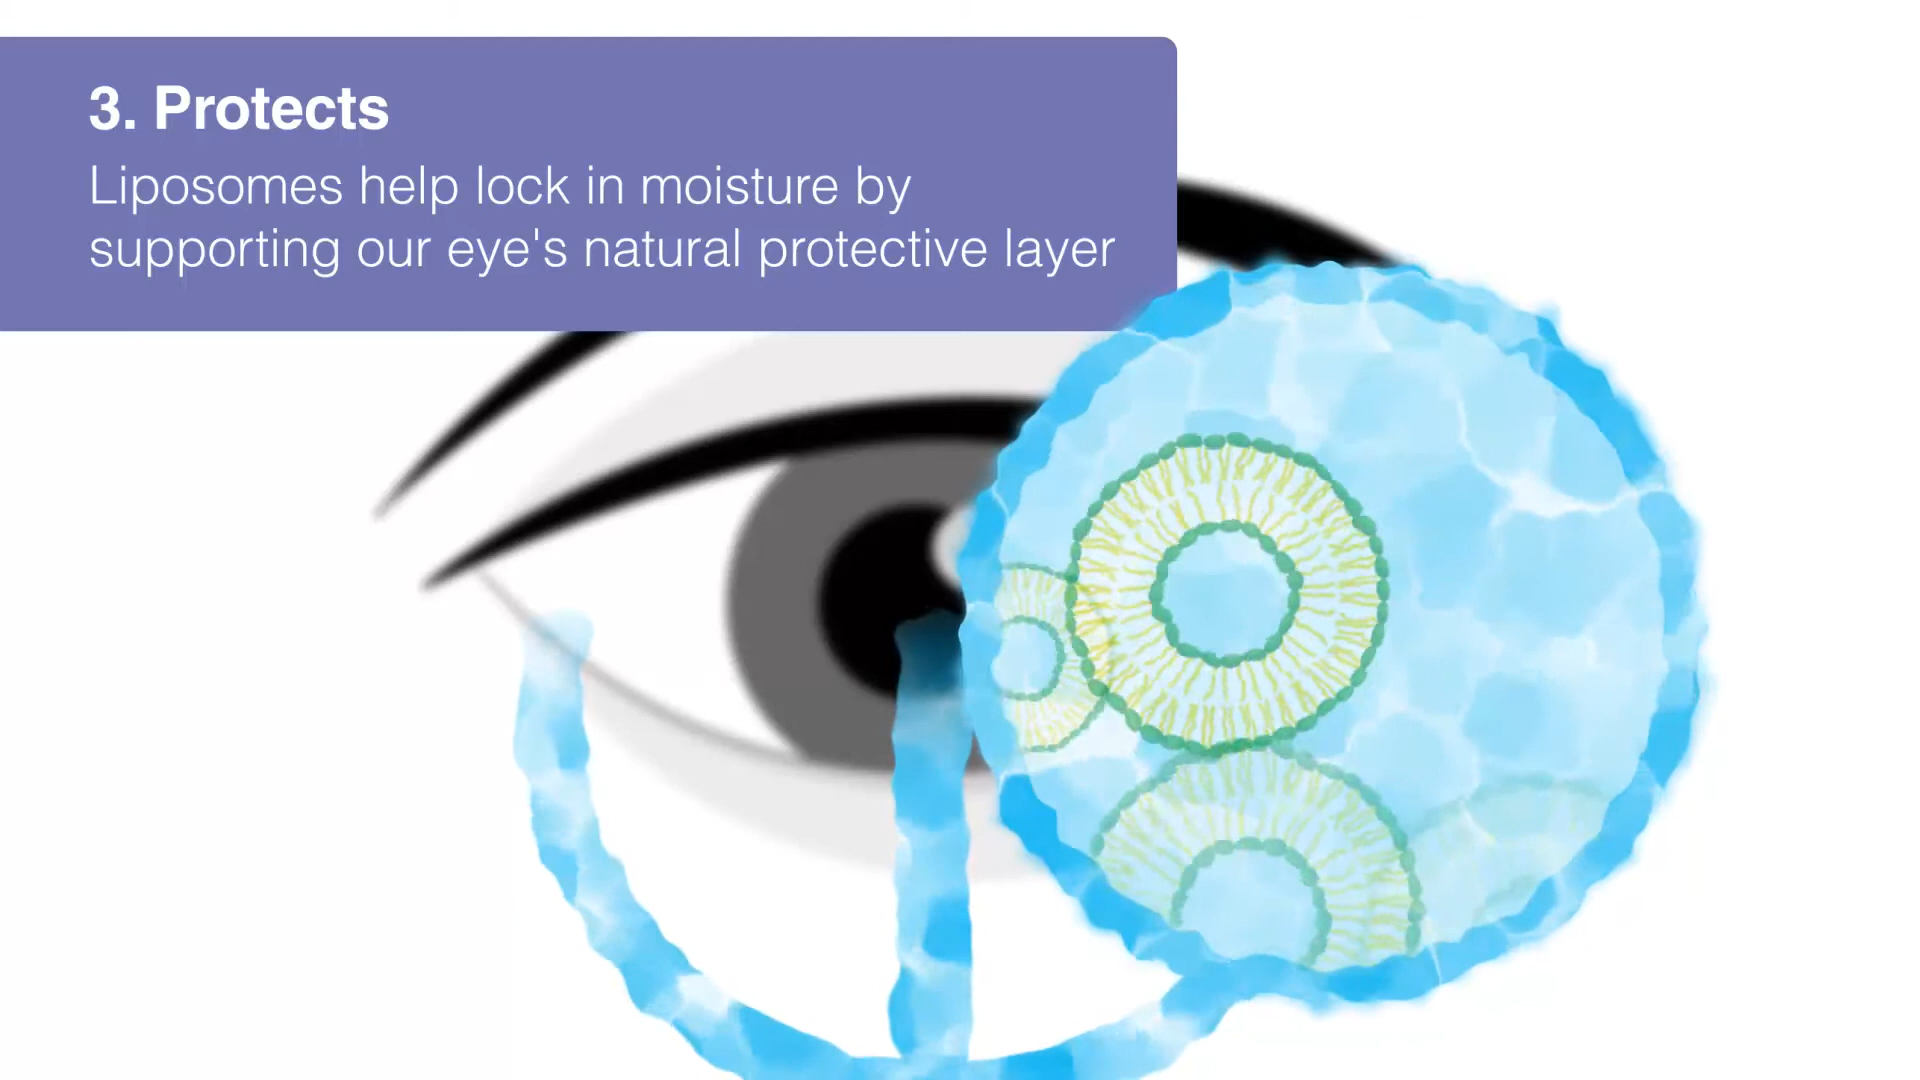 3. Protects
Liposomes help lock in moisture by
supporting our eye's natural protective layer